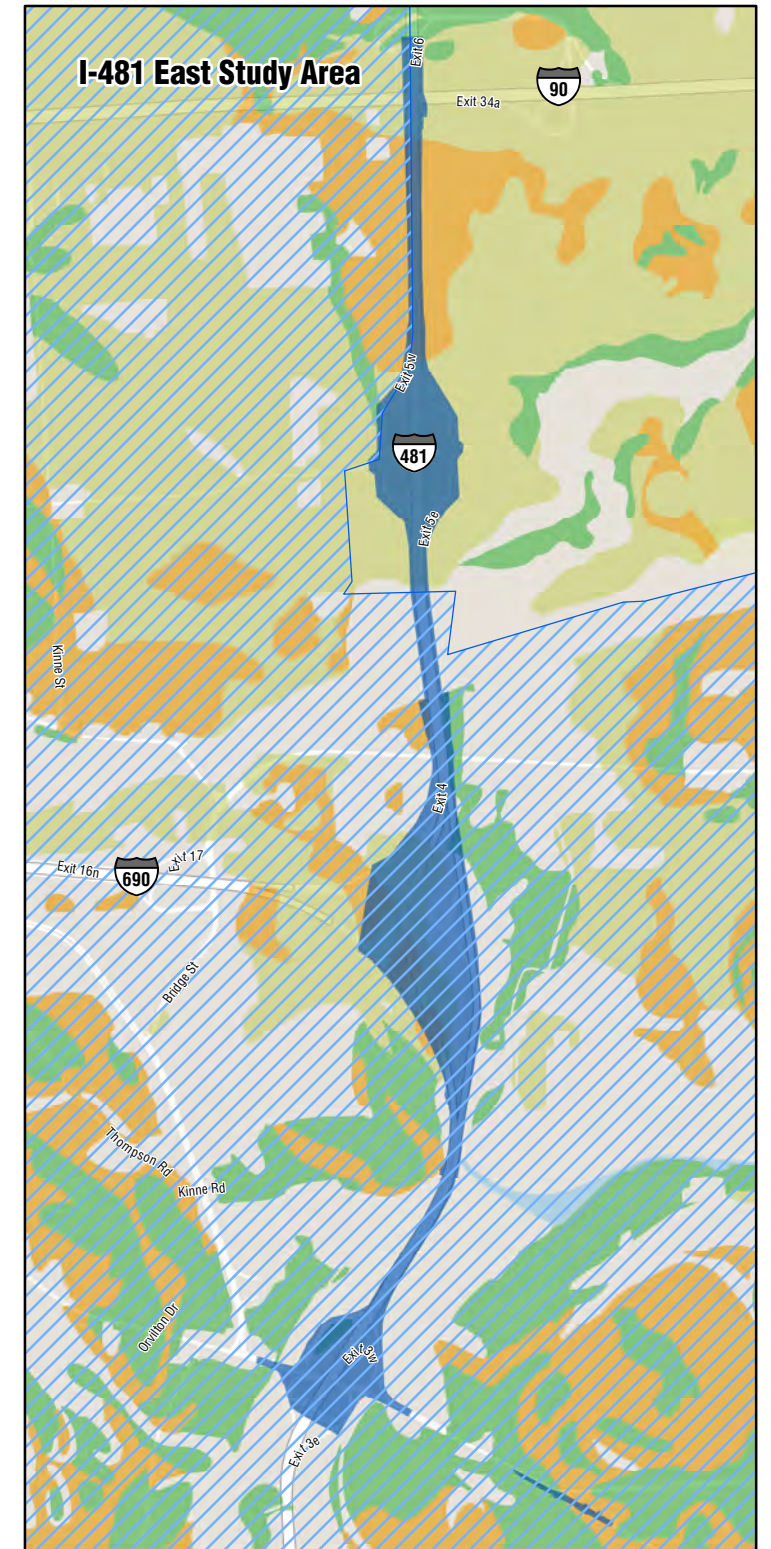 Exit 6
I-481 East Study Area
90
Exit 34a
Exit 5w
481
Exit 5e
Kinne St
Exit 4
Exit 17
Exit 16n
690
Bridge St
Thompson Rd
Kinne Rd
Orvilton Dr
Exit 3w
Exit 3e